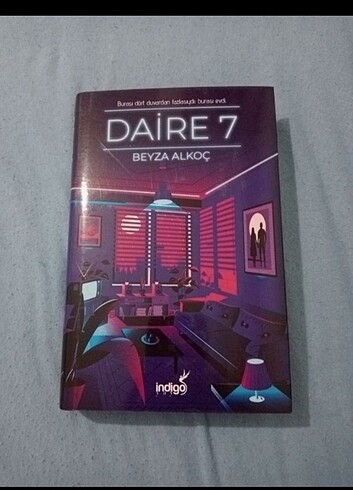 Burası dört duvardan fazlasıydı, burası evdi.
DAİRE 7
BEYZA ALKOÇ
indigo